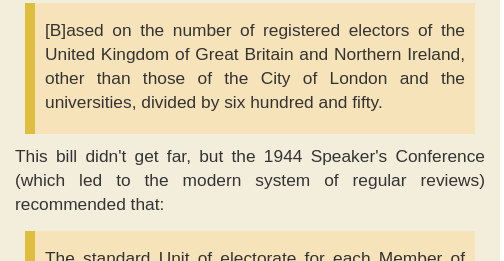 [B]ased on the number of registered electors of the
United Kingdom of Great Britain and Northern Ireland,
other than those of the City of London and the
universities, divided by six hundred and fifty.
This bill didn't get far, but the 1944 Speaker's Conference
(which led to the modern system of regular reviews)
recommended that:
The standard Unit of electorate for each Member of